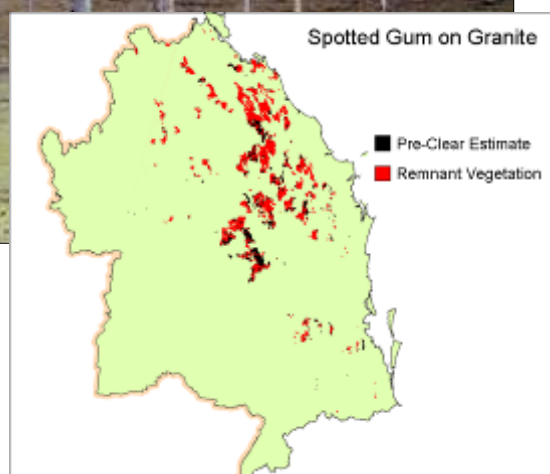 Spotted Gum on Granite
Pre-Clear Estimate
Remnant Vegetation